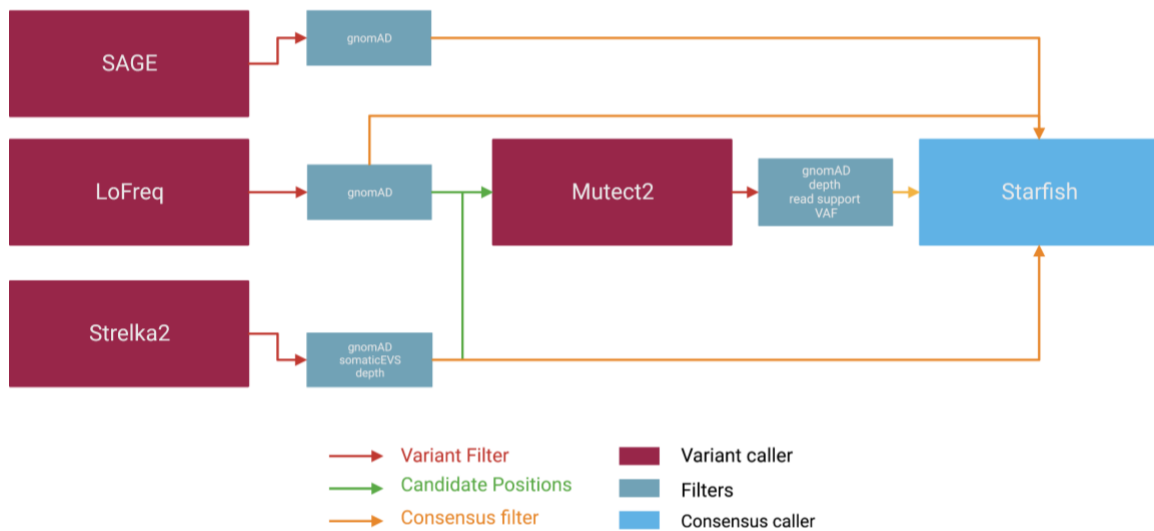 SAGE
gnomAD
LoFreq
gnomAD
Mutect2
gnomAD
depth
read support
VAF
Starfish
Strelka2
gnomAD
somaticEVS
depth
Variant Filter
Variant caller
Candidate Positions
Filters
Consensus filter
Consensus caller